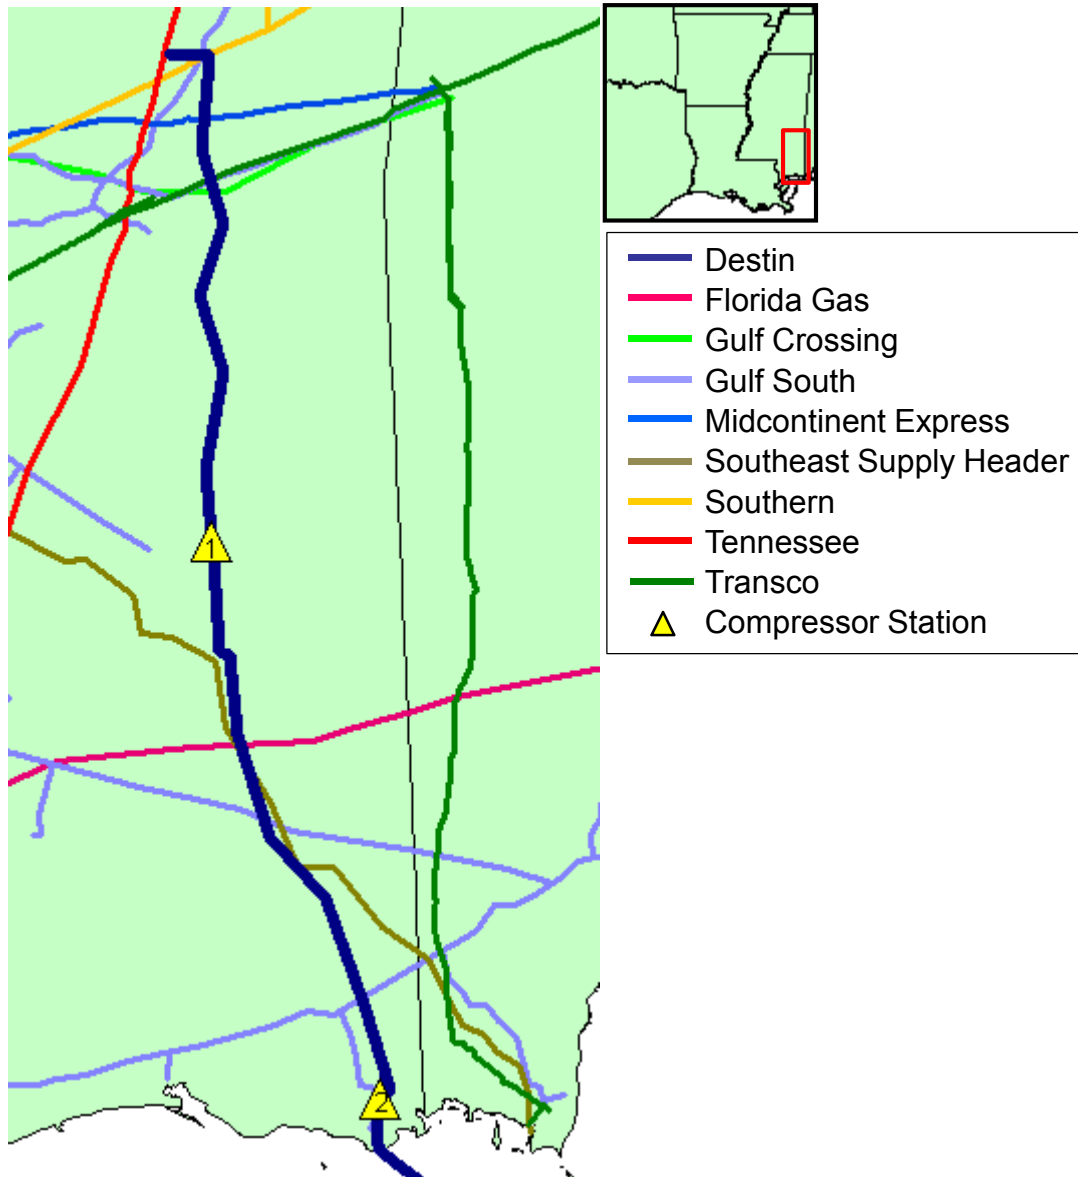 1
2
Destin
Florida Gas
Gulf Crossing
Gulf South
Midcontinent Express
Southeast Supply Header
Southern
Tennessee
Transco
Compressor Station